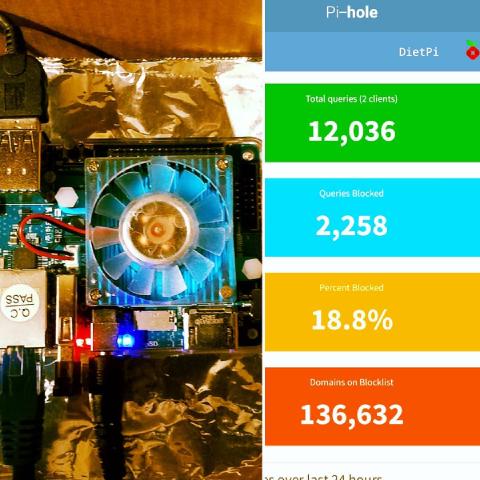 Q.C
PASS
Pi-hole
DietPi
Total queries (2 clients)
12,036
Queries Blocked
2,258
Percent Blocked
18.8%
Domains on Blocklist
136,632
over last 24 hours